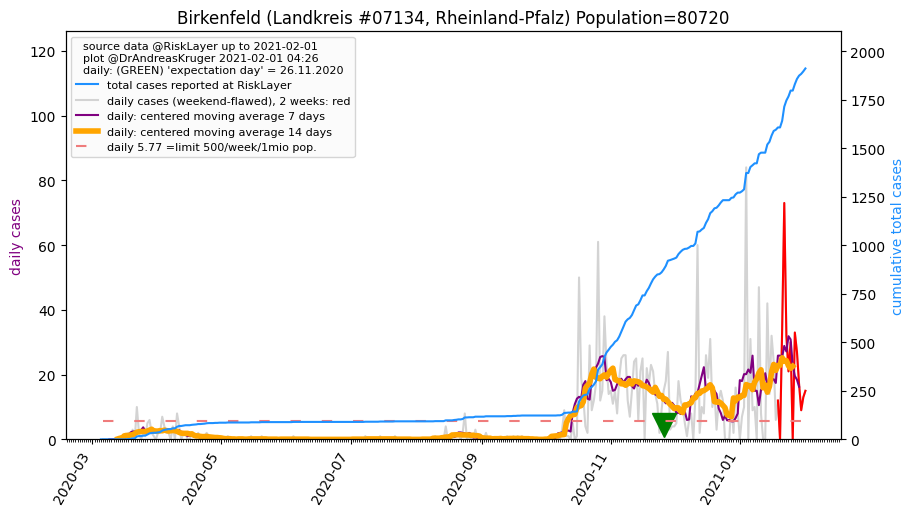 Birkenfeld (Landkreis #07134, Rheinland-Pfalz) Population=80720
source data @RiskLayer up to 2021-02-01
plot @DrAndreasKruger 2021-02-01 04:26
daily: (GREEN) 'expectation day' = 26.11.2020
total cases reported at RiskLayer
daily cases (weekend-flawed), 2 weeks: red
daily: centered moving average 7 days
daily: centered moving average 14 days
daily 5.77 =limit 500/week/1mio pop.
daily cases
120
100
80
60
40
20
0
cumulative total cases
2000
1750
1500
1250
1000
750
500
250
0
2020-03
2020-05
2020-07
2020-09
2020-11
2021-01